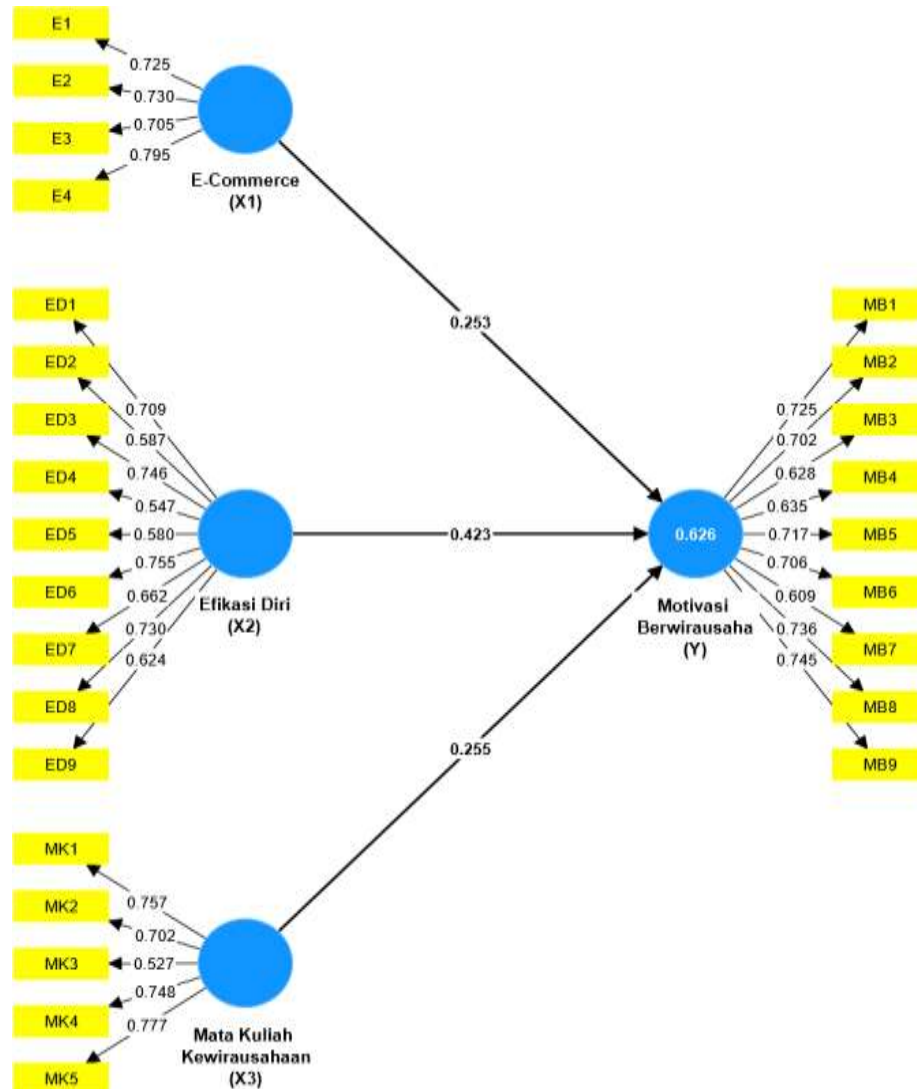 E1
E2
E3
E4
0.725
0.730
0.705
0.795
E-Commerce
(X1)
0.253
ED1
ED2
ED3
ED4
ED5
ED6
ED7
ED8
ED9
0.709
0.587
0.746
0.547
0.580
0.755
0.662
0.730
0.624
Efikasi Diri
(X2)
0.423
0.626
Motivasi
Berwirausaha
(Y)
0.725
0.702
0.628
0.635
0.717
0.706
0.609
0.736
0.745
MB1
MB2
MB3
MB4
MB5
MB6
MB7
MB8
MB9
0.255
MK1
MK2
MK3
MK4
MK5
0.757
0.702
0.527
0.748
0.777
Mata Kuliah
Kewirausahaan
(X3)